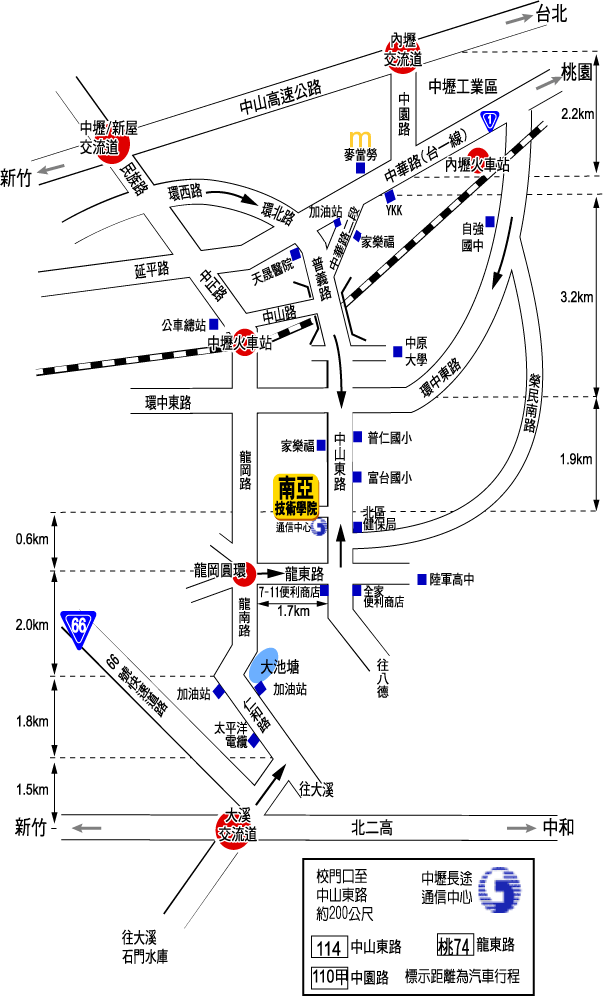 台北
內壢
交流道
桃園
中壢工業區
中山高速公路
中園路
2.2km
1
m
麥當勞
中華路(台一線)
中壢/新屋
交流道
內壢火車站
新竹
民族路
環西路
環北路
加油站
YKK
中華路二段
家樂福
自強
國中
延平路
天晟醫院
普義路
中正路
中山路
3.2km
公車總站
中壢火車站
中原
大學
環中東路
環中東路
榮民南路
龍岡路
家樂福
中山東路
普仁國小
富台國小
1.9km
南亞
技術學院
通信中心
北區
健保局
0.6km
龍岡圓環
龍東路
陸軍高中
7-11便利商店
全家
便利商店
1.7km
龍南路
2.0km
66
66號快速道路
大池塘
往八德
加油站
加油站
仁和路
太平洋
電纜
1.8km
往大溪
1.5km
大溪
交流道
新竹
北二高
中和
往大溪
石門水庫
校門口至
中山東路
約200公尺
中壢長途
通信中心
114 中山東路
桃74 龍東路
110甲 中園路
標示距離為汽車行程